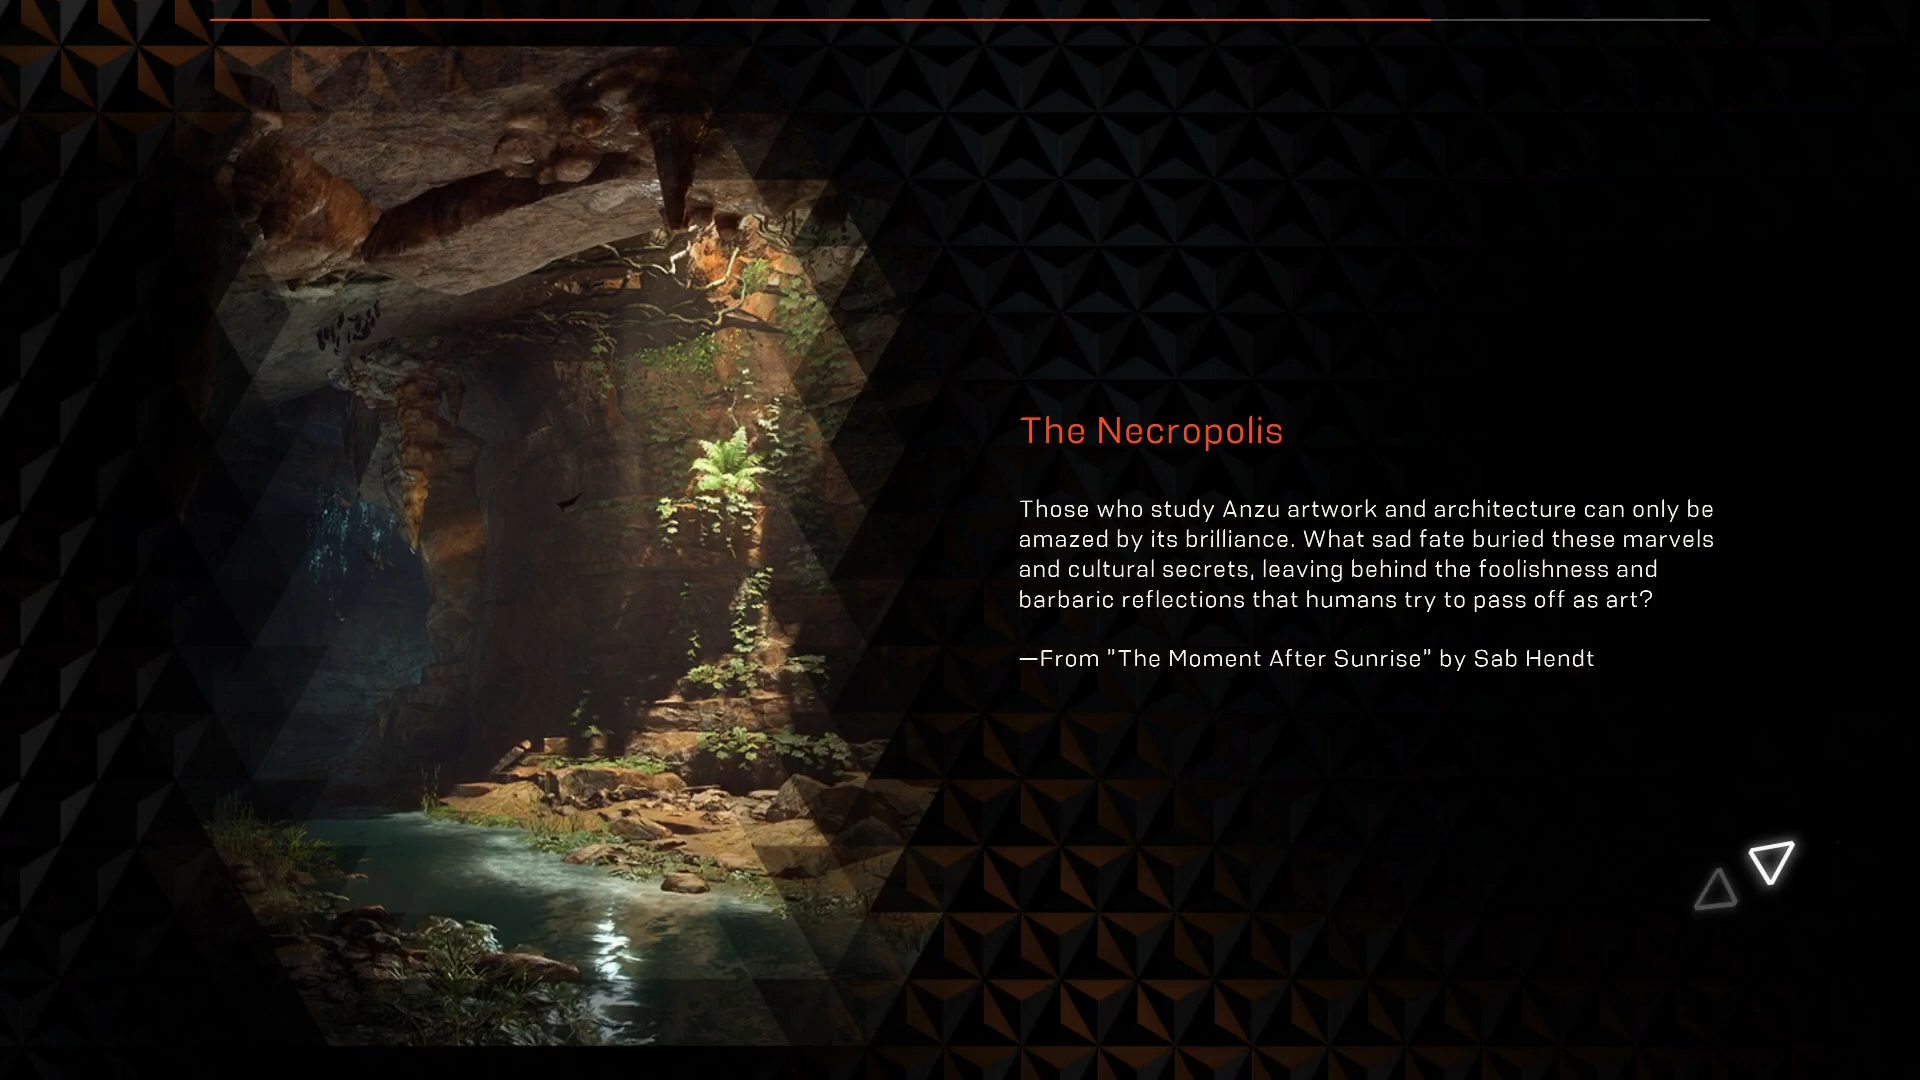 The Necropolis
Those who study Anzu artwork and architecture can only be
amazed by its brilliance. What sad fate buried these marvels
and cultural secrets, leaving behind the foolishness and
barbaric reflections that humans try to pass off as art?
—From "The Moment After Sunrise" by Sab Hendt